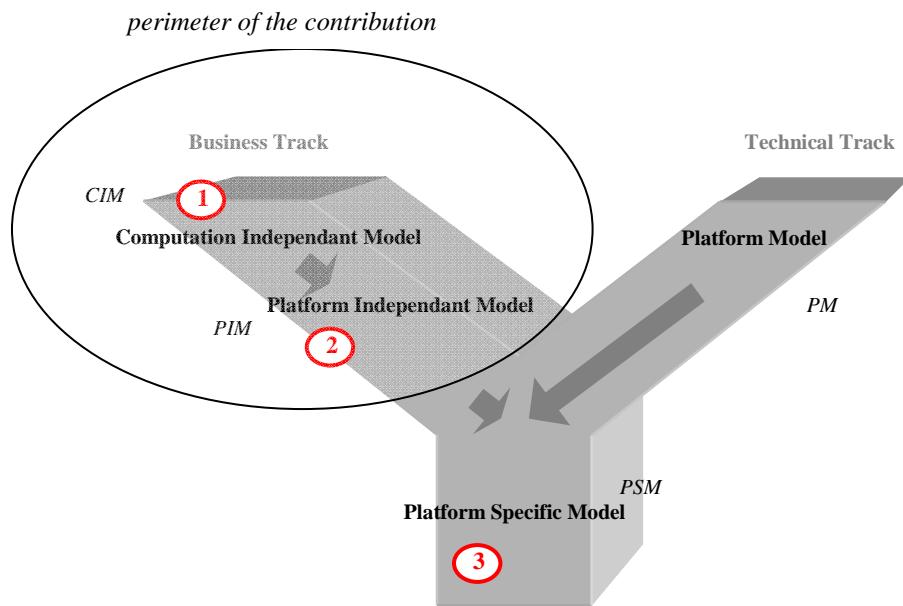 perimeter of the contribution
Business Track
Technical Track
CIM
1
Computation Independant Model
Platform Model
Platform Independant Model
PIM
PM
2
PSM
Platform Specific Model
3